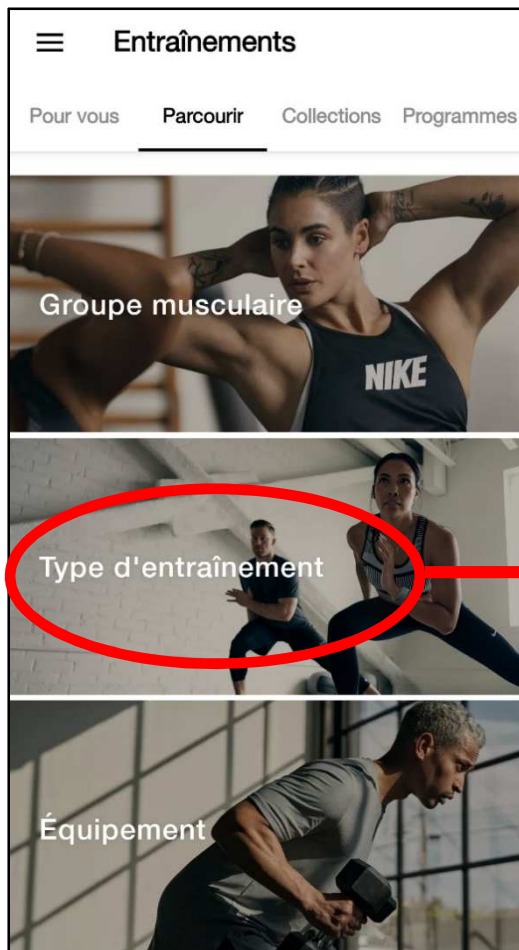 Entraînements
Pour vous Parcourir Collections Programmes
Groupe musculaire
NIKE
Type d'entraînement
Équipement